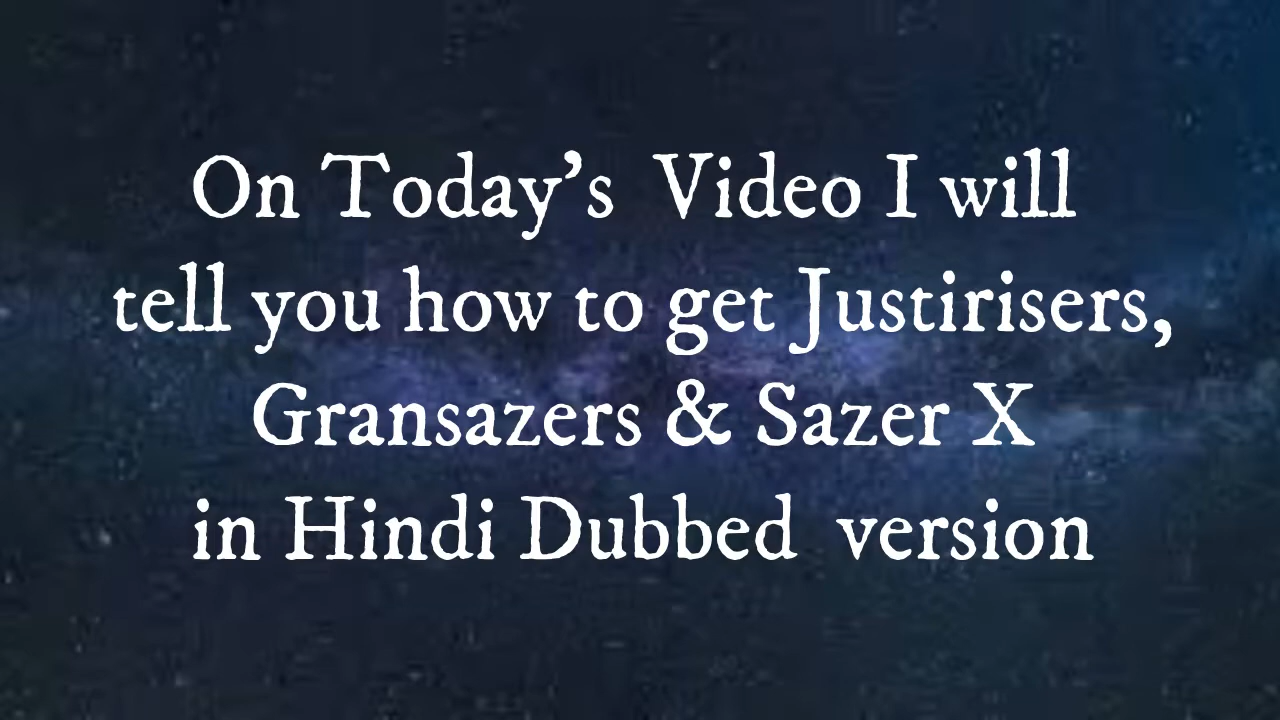 On Today’s Video I will
tell you how to get Justirisers,
Gransazers & Sazer X
in Hindi Dubbed version